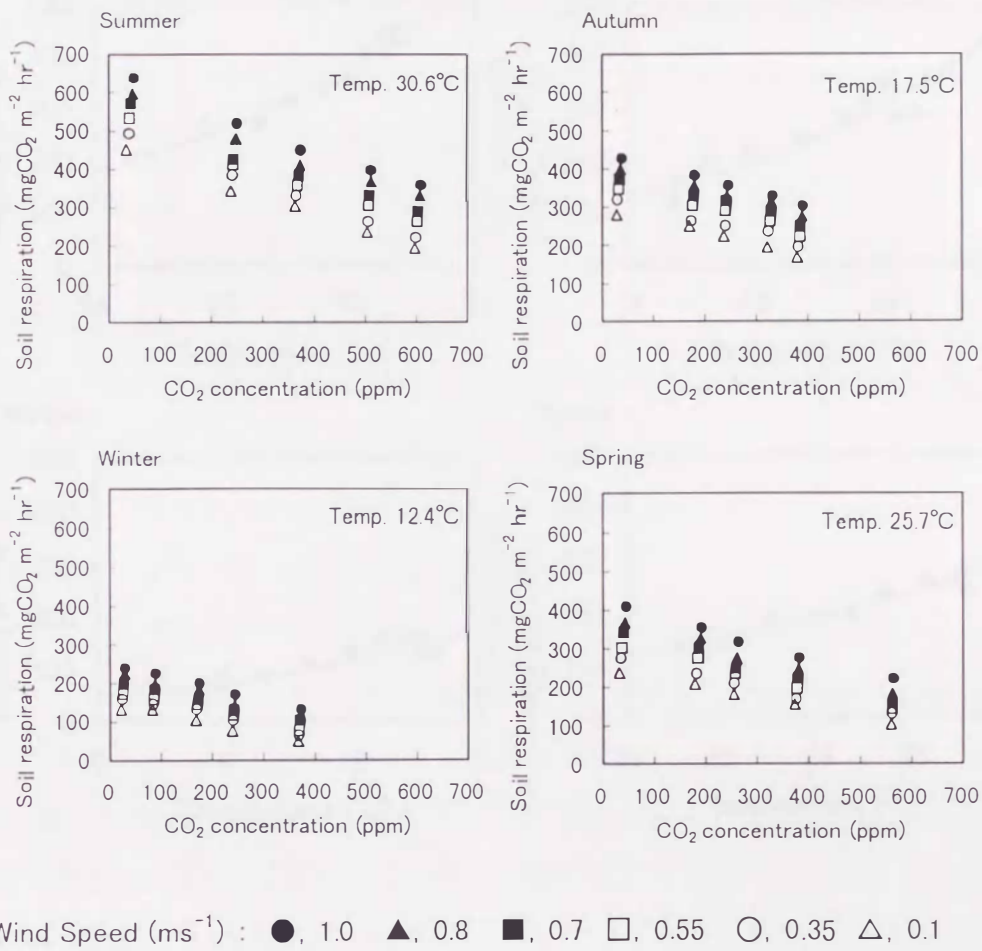 Summer
Soil respiration (mgCO₂ m⁻² hr⁻¹)
700
600
500
400
300
200
100
0
Temp. 30.6°C
0 100 200 300 400 500 600 700
CO₂ concentration (ppm)
Autumn
Soil respiration (mgCO₂ m⁻² hr⁻¹)
700
600
500
400
300
200
100
0
Temp. 17.5°C
0 100 200 300 400 500 600 700
CO₂ concentration (ppm)
Winter
Soil respiration (mgCO₂ m⁻² hr⁻¹)
700
600
500
400
300
200
100
0
Temp. 12.4°C
0 100 200 300 400 500 600 700
CO₂ concentration (ppm)
Spring
Soil respiration (mgCO₂ m⁻² hr⁻¹)
700
600
500
400
300
200
100
0
Temp. 25.7°C
0 100 200 300 400 500 600 700
CO₂ concentration (ppm)
Wind Speed (ms⁻¹) : ●, 1.0 ▲, 0.8 ■, 0.7 □, 0.55 ○, 0.35 △, 0.1